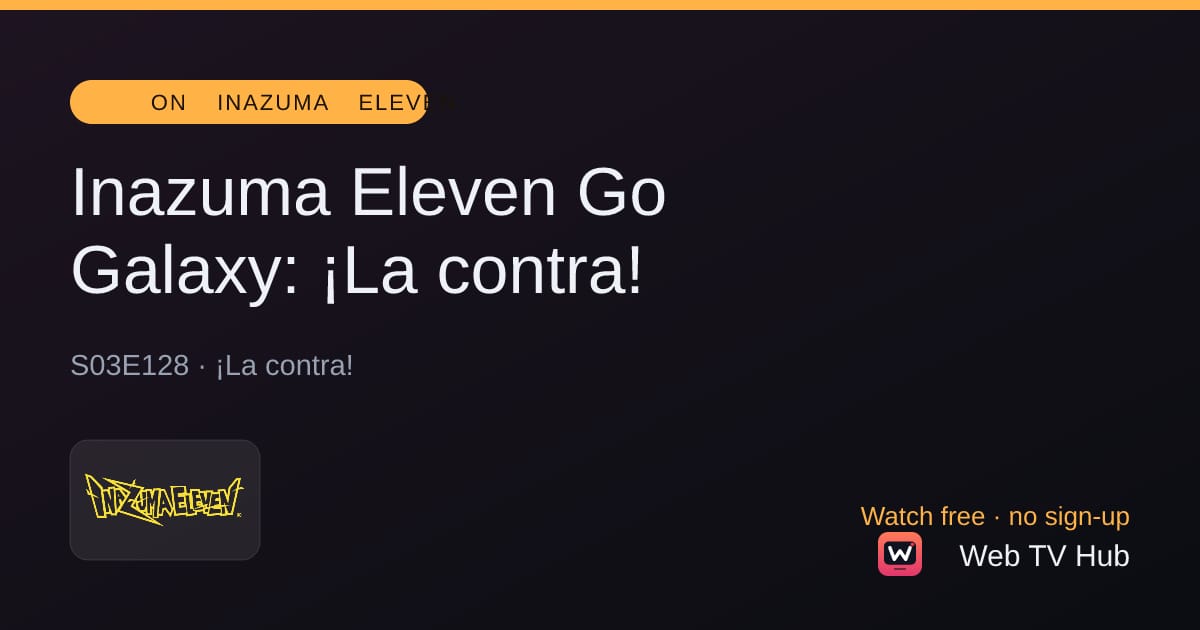 ON INAZUMA ELEVEN
Inazuma Eleven Go
Galaxy: ¡La contra!
S03E128 · ¡La contra!
INAZUMA ELEVEN
Watch free · no sign-up
W
Web TV Hub